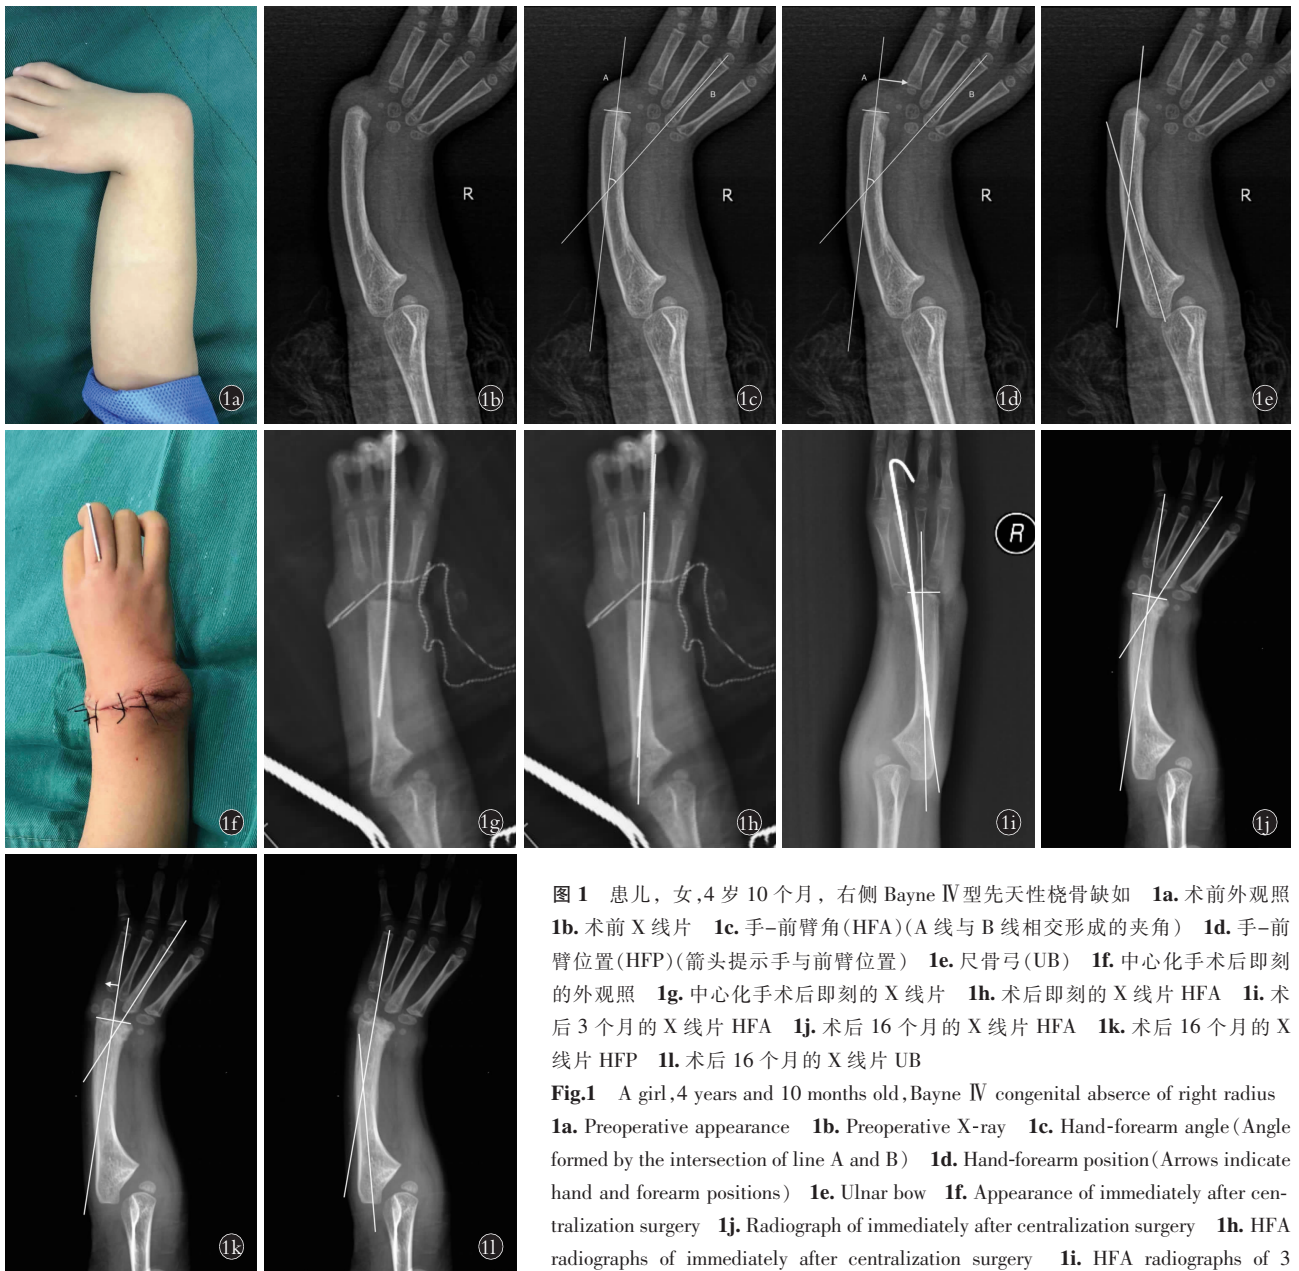 1a
R
1b
A
B
R
1c
A
B
R
1d
R
1e
1f
1g
1h
R
1i
1j
1k
1l
图 1 患儿，女，4 岁 10 个月，右侧 Bayne Ⅳ型先天性桡骨缺如 1a. 术前外观照
1b. 术前 X 线片 1c. 手-前臂角(HFA)(A 线与 B 线相交形成的夹角) 1d. 手-前
臂位置(HFP)(箭头提示手与前臂位置) 1e. 尺骨弓(UB) 1f. 中心化手术后即刻
的外观照 1g. 中心化手术后即刻的 X 线片 1h. 术后即刻的 X 线片 HFA 1i. 术
后 3 个月的 X 线片 HFA 1j. 术后 16 个月的 X 线片 HFA 1k. 术后 16 个月的 X
线片 HFP 1l. 术后 16 个月的 X 线片 UB
Fig.1 A girl,4 years and 10 months old,Bayne Ⅳ congenital abserce of right radius
1a. Preoperative appearance 1b. Preoperative X-ray 1c. Hand-forearm angle(Angle
formed by the intersection of line A and B) 1d. Hand-forearm position(Arrows indicate
hand and forearm positions) 1e. Ulnar bow 1f. Appearance of immediately after cen-
tralization surgery 1j. Radiograph of immediately after centralization surgery 1h. HFA
radiographs of immediately after centralization surgery 1i. HFA radiographs of 3